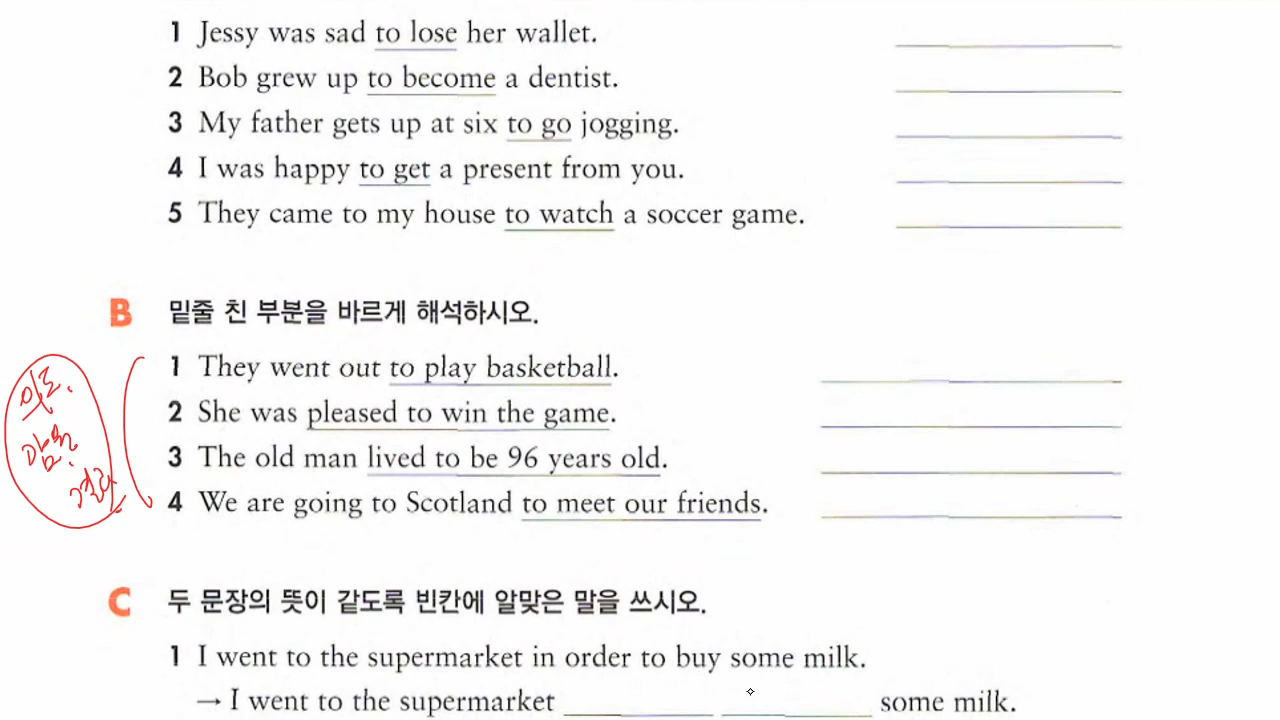 1 Jessy was sad to lose her wallet.
2 Bob grew up to become a dentist.
3 My father gets up at six to go jogging.
4 I was happy to get a present from you.
5 They came to my house to watch a soccer game.
B 밑줄 친 부분을 바르게 해석하시오.
1 They went out to play basketball.
2 She was pleased to win the game.
3 The old man lived to be 96 years old.
4 We are going to Scotland to meet our friends.
의도.
감정.
결과
C 두 문장의 뜻이 같도록 빈칸에 알맞은 말을 쓰시오.
1 I went to the supermarket in order to buy some milk.
→ I went to the supermarket some milk.